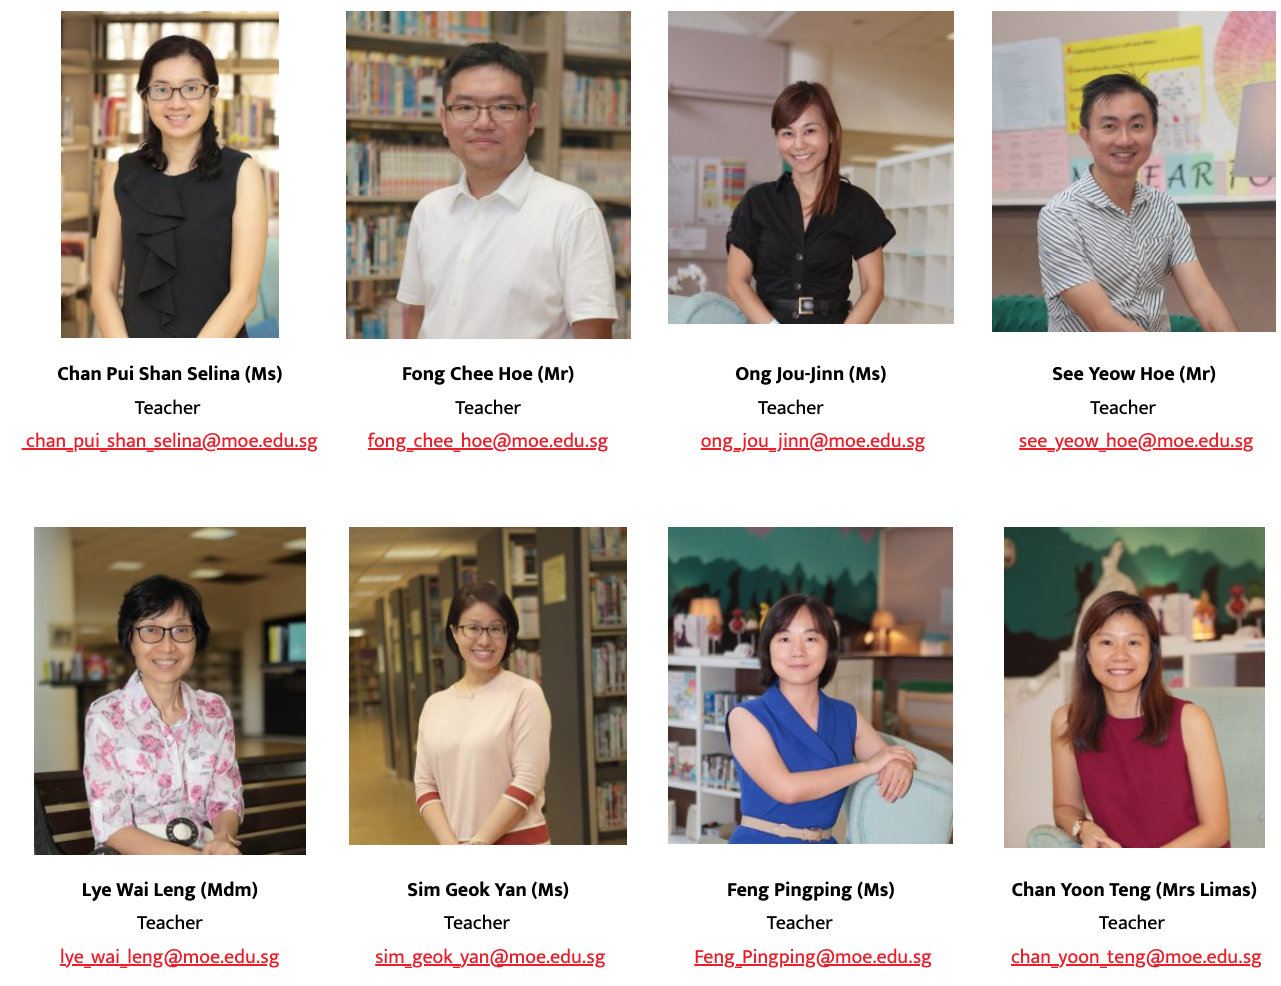 EAR FO
Chan Pui Shan Selina (Ms)
Teacher
chan_pui_shan_selina@moe.edu.sg
Fong Chee Hoe (Mr)
Teacher
fong_chee_hoe@moe.edu.sg
Ong Jou-Jinn (Ms)
Teacher
ong_jou_jinn@moe.edu.sg
See Yeow Hoe (Mr)
Teacher
see_yeow_hoe@moe.edu.sg
Lye Wai Leng (Mdm)
Teacher
lye_wai_leng@moe.edu.sg
Sim Geok Yan (Ms)
Teacher
sim_geok_yan@moe.edu.sg
Feng Pingping (Ms)
Teacher
Feng_Pingping@moe.edu.sg
Chan Yoon Teng (Mrs Limas)
Teacher
chan_yoon_teng@moe.edu.sg